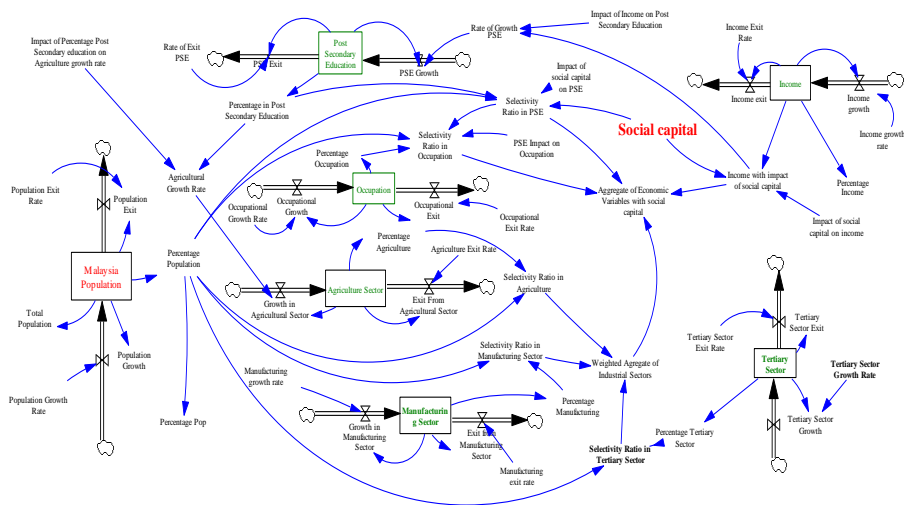 Impact of Percentage Post
Secondary education on
Agriculture growth rate
Rate of Exit
PSE
PSE Exit
Post
Secondary
Education
PSE Growth
Rate of Growth
PSE
Impact of Income on Post
Secondary Education
Income Exit
Rate
Income exit
Income
Income
growth
Income growth
rate
Impact of
social capital
on PSE
Percentage in Post
Secondary Education
Selectivity
Ratio in PSE
Social capital
Selectivity
Ratio in
Occupation
PSE Impact on
Occupation
Percentage
Occupation
Population Exit
Rate
Population
Exit
Agricultural
Growth Rate
Occupational
Growth Rate
Occupational
Growth
Occupation
Occupational
Exit
Occupational
Exit Rate
Aggregate of Economic
Variables with social
capital
Income with impact
of social capital
Percentage
Income
Impact of social
capital on income
Percentage
Population
Percentage
Agriculture
Agriculture Exit Rate
Malaysia
Population
Growth in
Agricultural Sector
Agriculture Sector
Exit From
Agricultural Sector
Selectivity Ratio in
Agriculture
Total
Population
Population
Growth
Population Growth
Rate
Percentage Pop
Manufacturing
growth rate
Selectivity Ratio in
Manufacturing Sector
Weighted Agregate of
Industrial Sectors
Tertiary Sector
Exit Rate
Tertiary
Sector Exit
Tertiary
Sector
Tertiary Sector
Growth Rate
Tertiary Sector
Growth
Percentage Tertiary
Sector
Percentage
Manufacturing
Growth in
Manufacturing
Sector
Manufacturin
g Sector
Exit from
Manufacturing
Sector
Manufacturing
exit rate
Selectivity Ratio in
Tertiary Sector